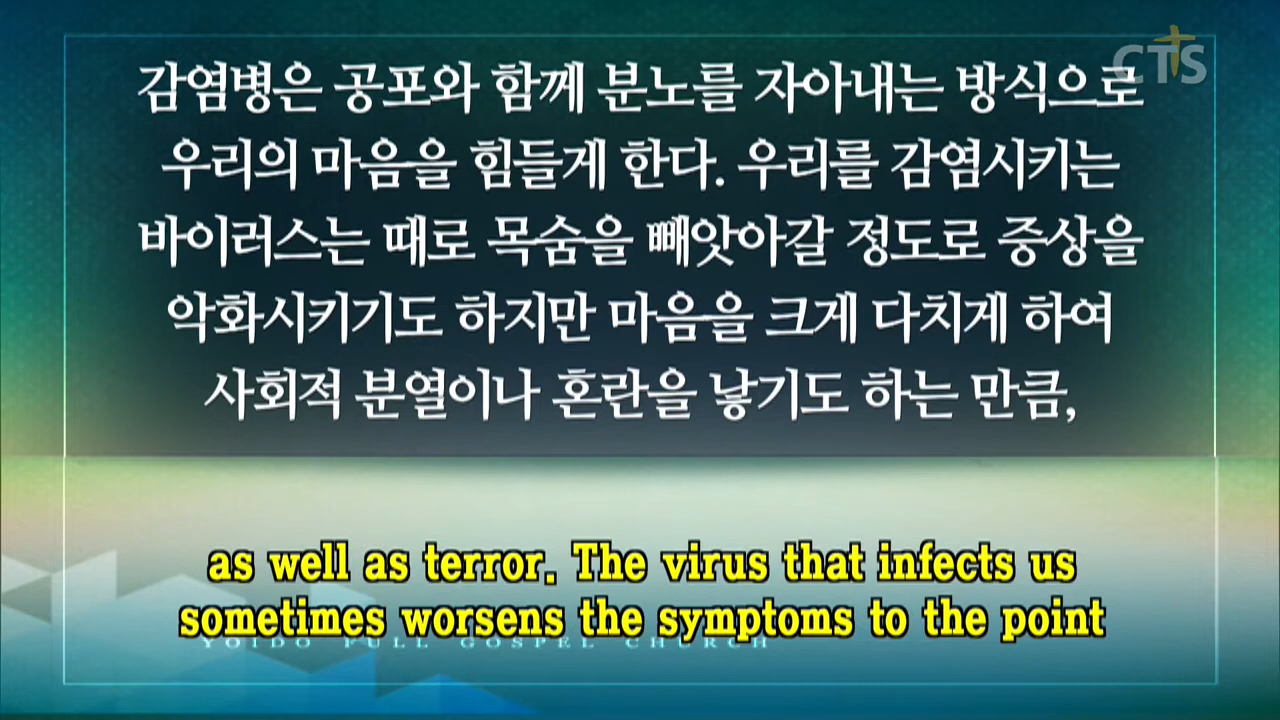 CTS
감염병은 공포와 함께 분노를 자아내는 방식으로
우리의 마음을 힘들게 한다. 우리를 감염시키는
바이러스는 때로 목숨을 빼앗아갈 정도로 증상을
악화시키기도 하지만 마음을 크게 다치게 하여
사회적 분열이나 혼란을 낳기도 하는 만큼,
as well as terror. The virus that infects us
sometimes worsens the symptoms to the point
YOIDO FULL GOSPEL CHURCH